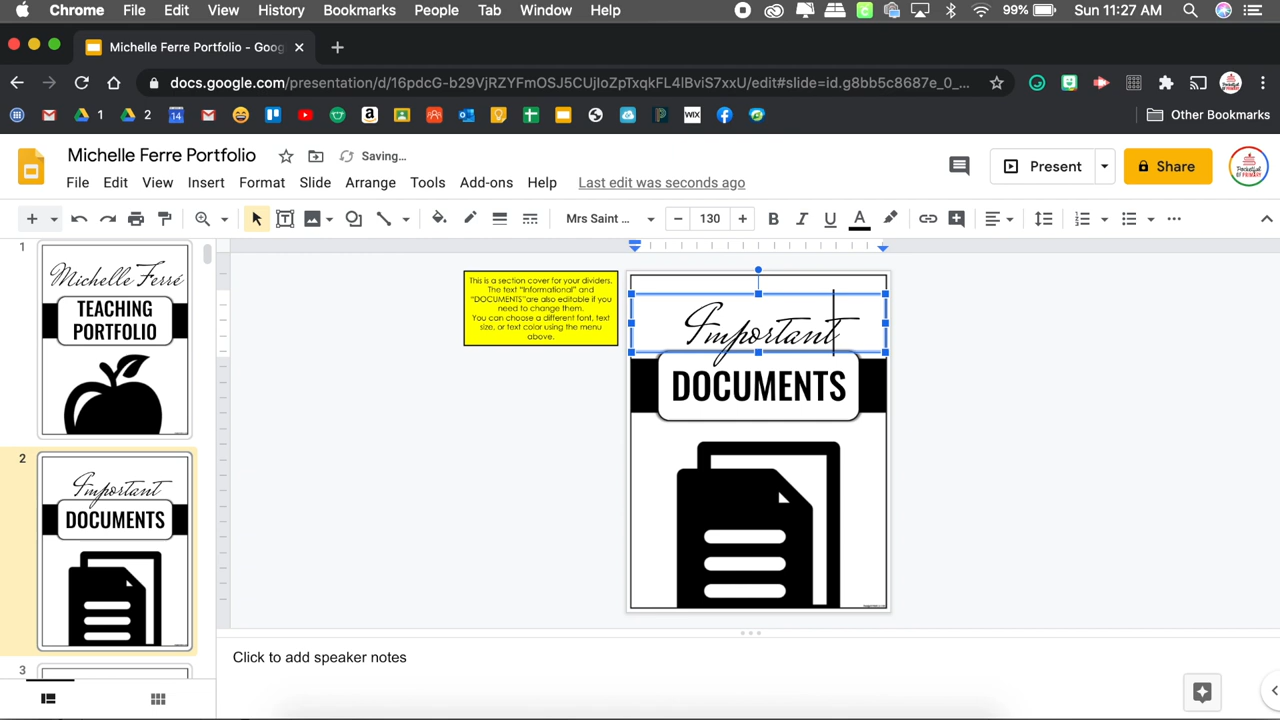 Chrome File Edit View History Bookmarks People Tab Window Help 99% Sun 11:27 AM
Michelle Ferre Portfolio - Goog
docs.google.com/presentation/d/16pdcG-b29VjRZYFmOSJ5CUjIoZpTxqkFL4lBviS7xxU/edit#slide=id.g8bb5c8687e_0_...
1 2 14 Other Bookmarks
WIX
Michelle Ferre Portfolio Saving...
Present Share
File Edit View Insert Format Slide Arrange Tools Add-ons Help Last edit was seconds ago
Mrs Saint ... 130 B I U A
1
Michelle Ferré
TEACHING
PORTFOLIO
2
Important
DOCUMENTS
3
This is a section cover for your dividers.
The text "Informational" and
"DOCUMENTS"are also editable if you
need to change them.
You can choose a different font, text
size, or text color using the menu
above.
Important
DOCUMENTS
Click to add speaker notes